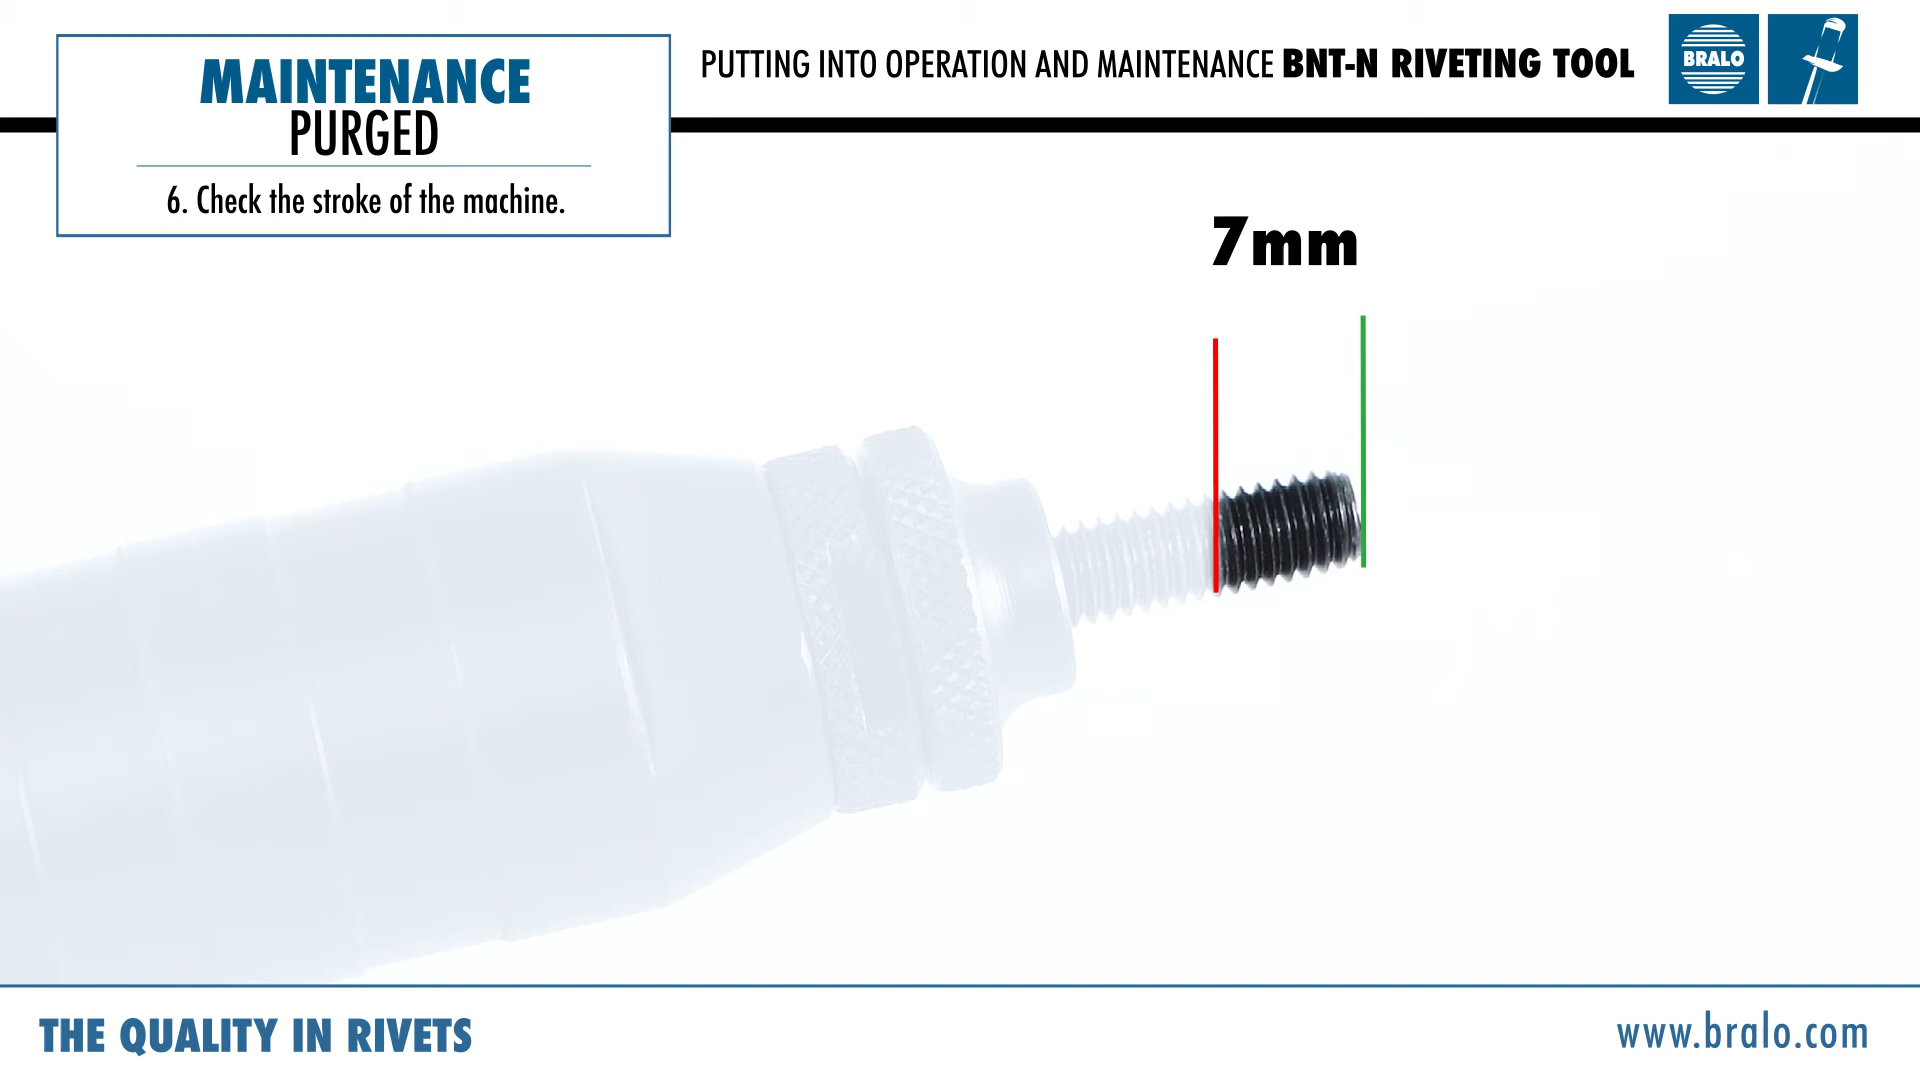 MAINTENANCE
PURGED
6. Check the stroke of the machine.
PUTTING INTO OPERATION AND MAINTENANCE BNT-N RIVETING TOOL
BRALO
7mm
THE QUALITY IN RIVETS
www.bralo.com